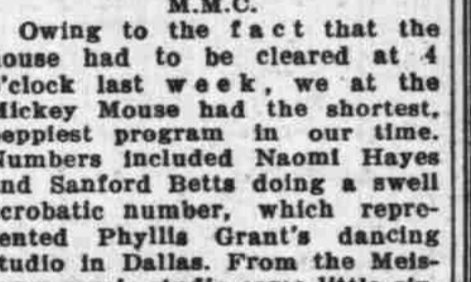 M.M.C.
Owing to the fact that the
ouse had to be cleared at 4
'clock last week, we at the
Mickey Mouse had the shortest,
eppiest program in our time.
Numbers included Naomi Hayes
nd Sanford Betts doing a swell
crobatic number, which repre-
ented Phyllis Grant's dancing
tudio in Dallas. From the Meis-